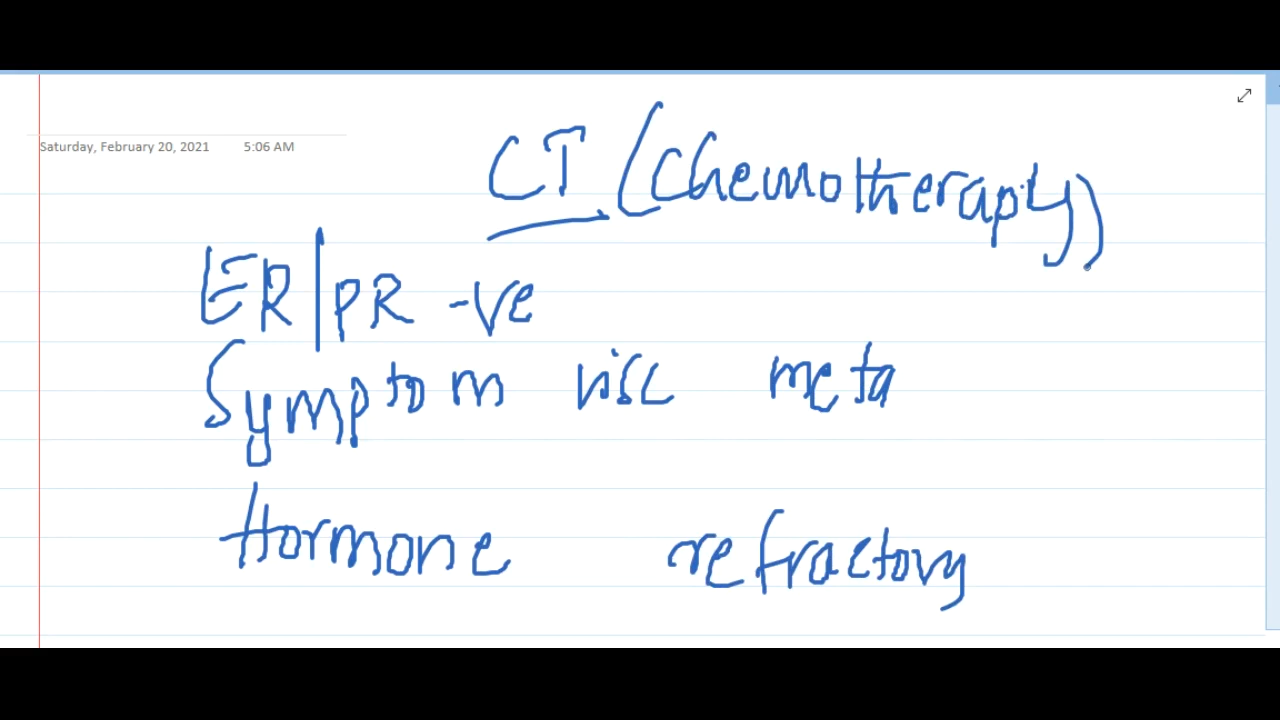 Saturday, February 20, 2021 5:06 AM
CT (Chemotherapy)
ER|PR -ve
Symptom visc meta
Hormone refractory